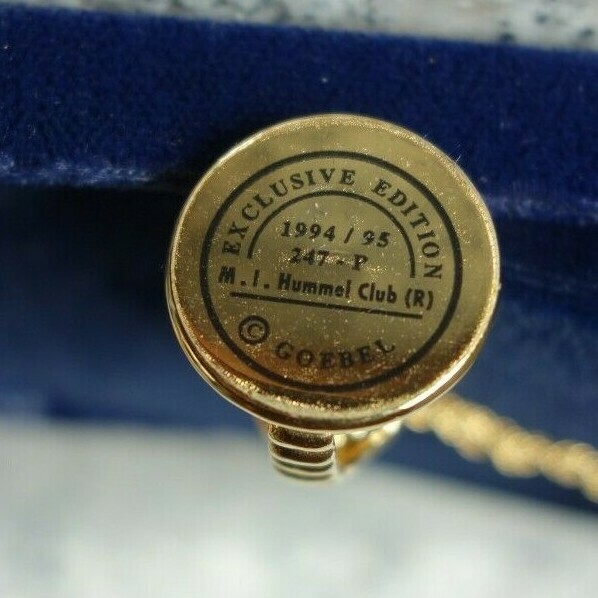 EXCLUSIVE EDITION
1994 / 95
247 - P
M. I. Hummel Club (R)
© GOEBEL